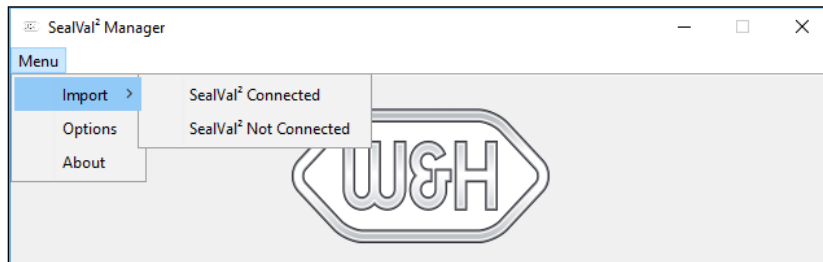 SealVal² Manager
Menu
Import > SealVal² Connected
Options SealVal² Not Connected
About
W&H